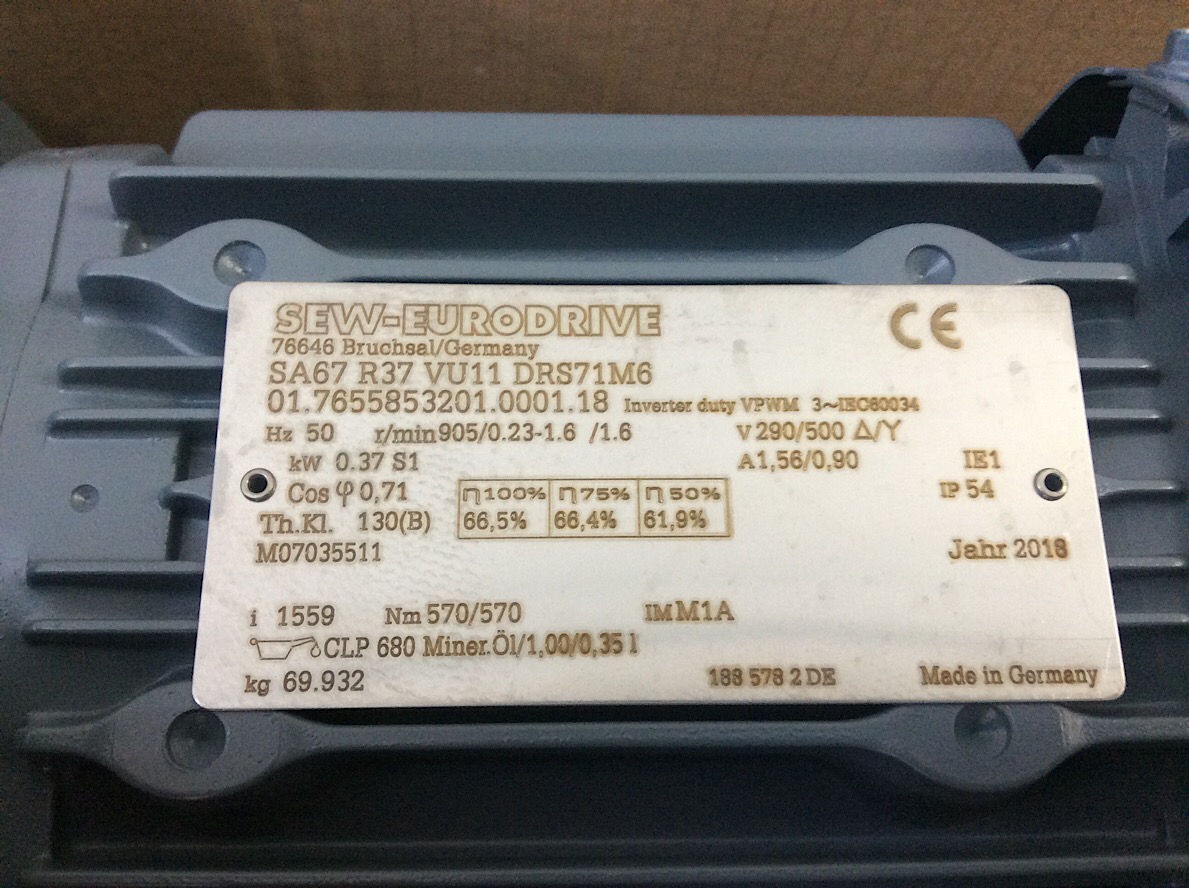 SEW-EURODRIVE CE
76646 Bruchsal/Germany
SA67 R37 VU11 DRS71M6
01.7655853201.0001.18 Inverter duty VPWM 3~IEC60034
Hz 50 r/min 905/0.23-1.6 /1.6 V 290/500 Δ/Y
kW 0.37 S1 A 1,56/0,90 IE1
Cos φ 0,71 η100% η75% η50% IP 54
Th.Kl. 130(B) 66,5% 66,4% 61,9%
M07035511 Jahr 2018
i 1559 Nm 570/570 IM M1A
CLP 680 Miner.Öl/1,00/0,35 l
kg 69.932 188 578 2 DE Made in Germany